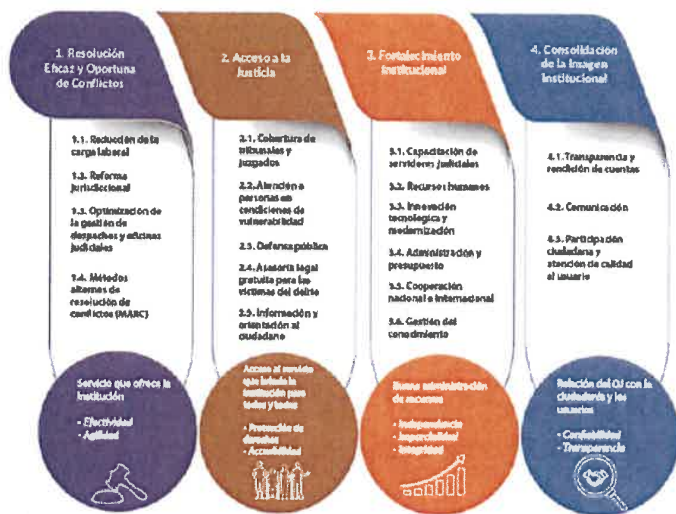 1. Resolución
Eficaz y Oportuna
de Conflictos
1.1. Reducción de la
carga laboral
1.2. Reforma
Jurisdiccional
1.3. Optimización de
la gestión de
despachos y oficinas
judiciales
1.4. Métodos
alternos de
resolución de
conflictos (MARC)
Servicio que ofrece la
Institución
- Efectividad
- Agilidad
2. Acceso a la
Justicia
2.1. Cobertura de
tribunales y
juzgados
2.2. Atención a
personas en
condiciones de
vulnerabilidad
2.3. Defensa pública
2.4. Asesoría legal
gratuita para las
víctimas del delito
2.5. Información y
orientación al
ciudadano
Acceso al servicio
que brinda la
institución para
todos y todas
- Protección de
derechos
- Accesibilidad
3. Fortalecimiento
Institucional
3.1. Capacitación de
servidores judiciales
3.2. Recursos humanos
3.3. Innovación
tecnológica y
modernización
3.4. Administración y
presupuesto
3.5. Cooperación
nacional e internacional
3.6. Gestión del
conocimiento
Buena administración
de recursos
- Independencia
- Imparcialidad
- Integridad
4. Consolidación
de la Imagen
Institucional
4.1. Transparencia y
rendición de cuentas
4.2. Comunicación
4.3. Participación
ciudadana y
atención de calidad
al usuario
Relación del OJ con la
ciudadanía y los
usuarios
- Confiabilidad
- Transparencia